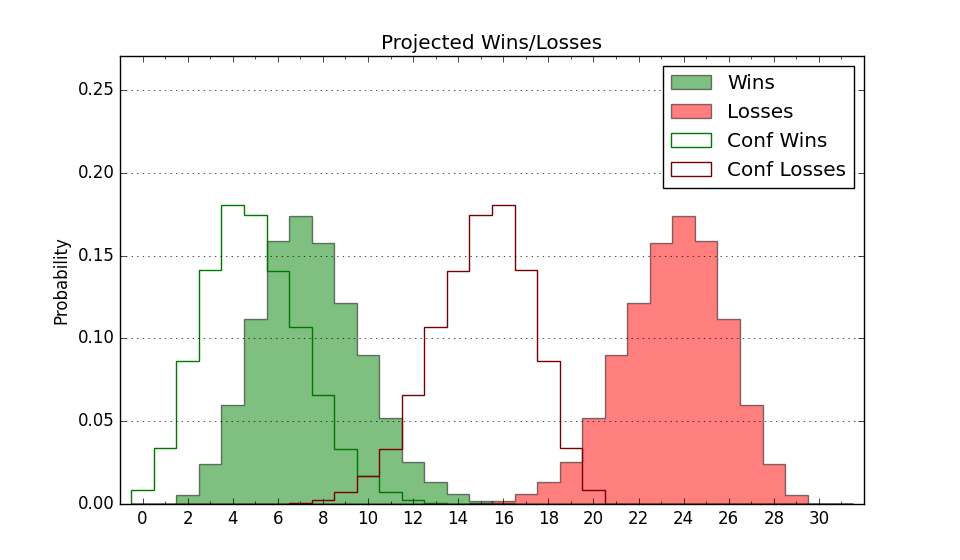 Projected Wins/Losses
Wins
Losses
Conf Wins
Conf Losses
Probability
0.25
0.20
0.15
0.10
0.05
0.00
0 2 4 6 8 10 12 14 16 18 20 22 24 26 28 30